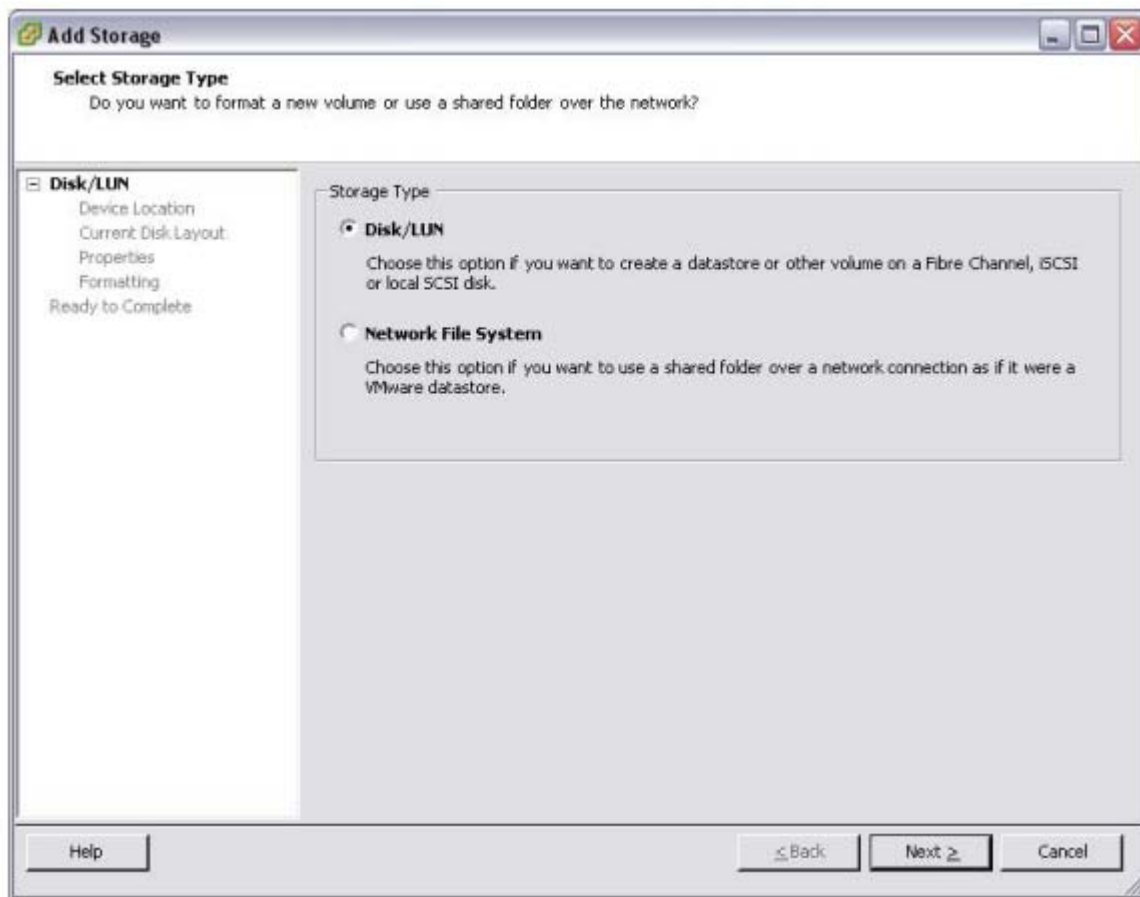 Add Storage
Select Storage Type
Do you want to format a new volume or use a shared folder over the network?
Disk/LUN
Device Location
Current Disk Layout
Properties
Formatting
Ready to Complete
Storage Type
Disk/LUN
Choose this option if you want to create a datastore or other volume on a Fibre Channel, iSCSI
or local SCSI disk.
Network File System
Choose this option if you want to use a shared folder over a network connection as if it were a
VMware datastore.
Help
≤ Back
Next ≥
Cancel